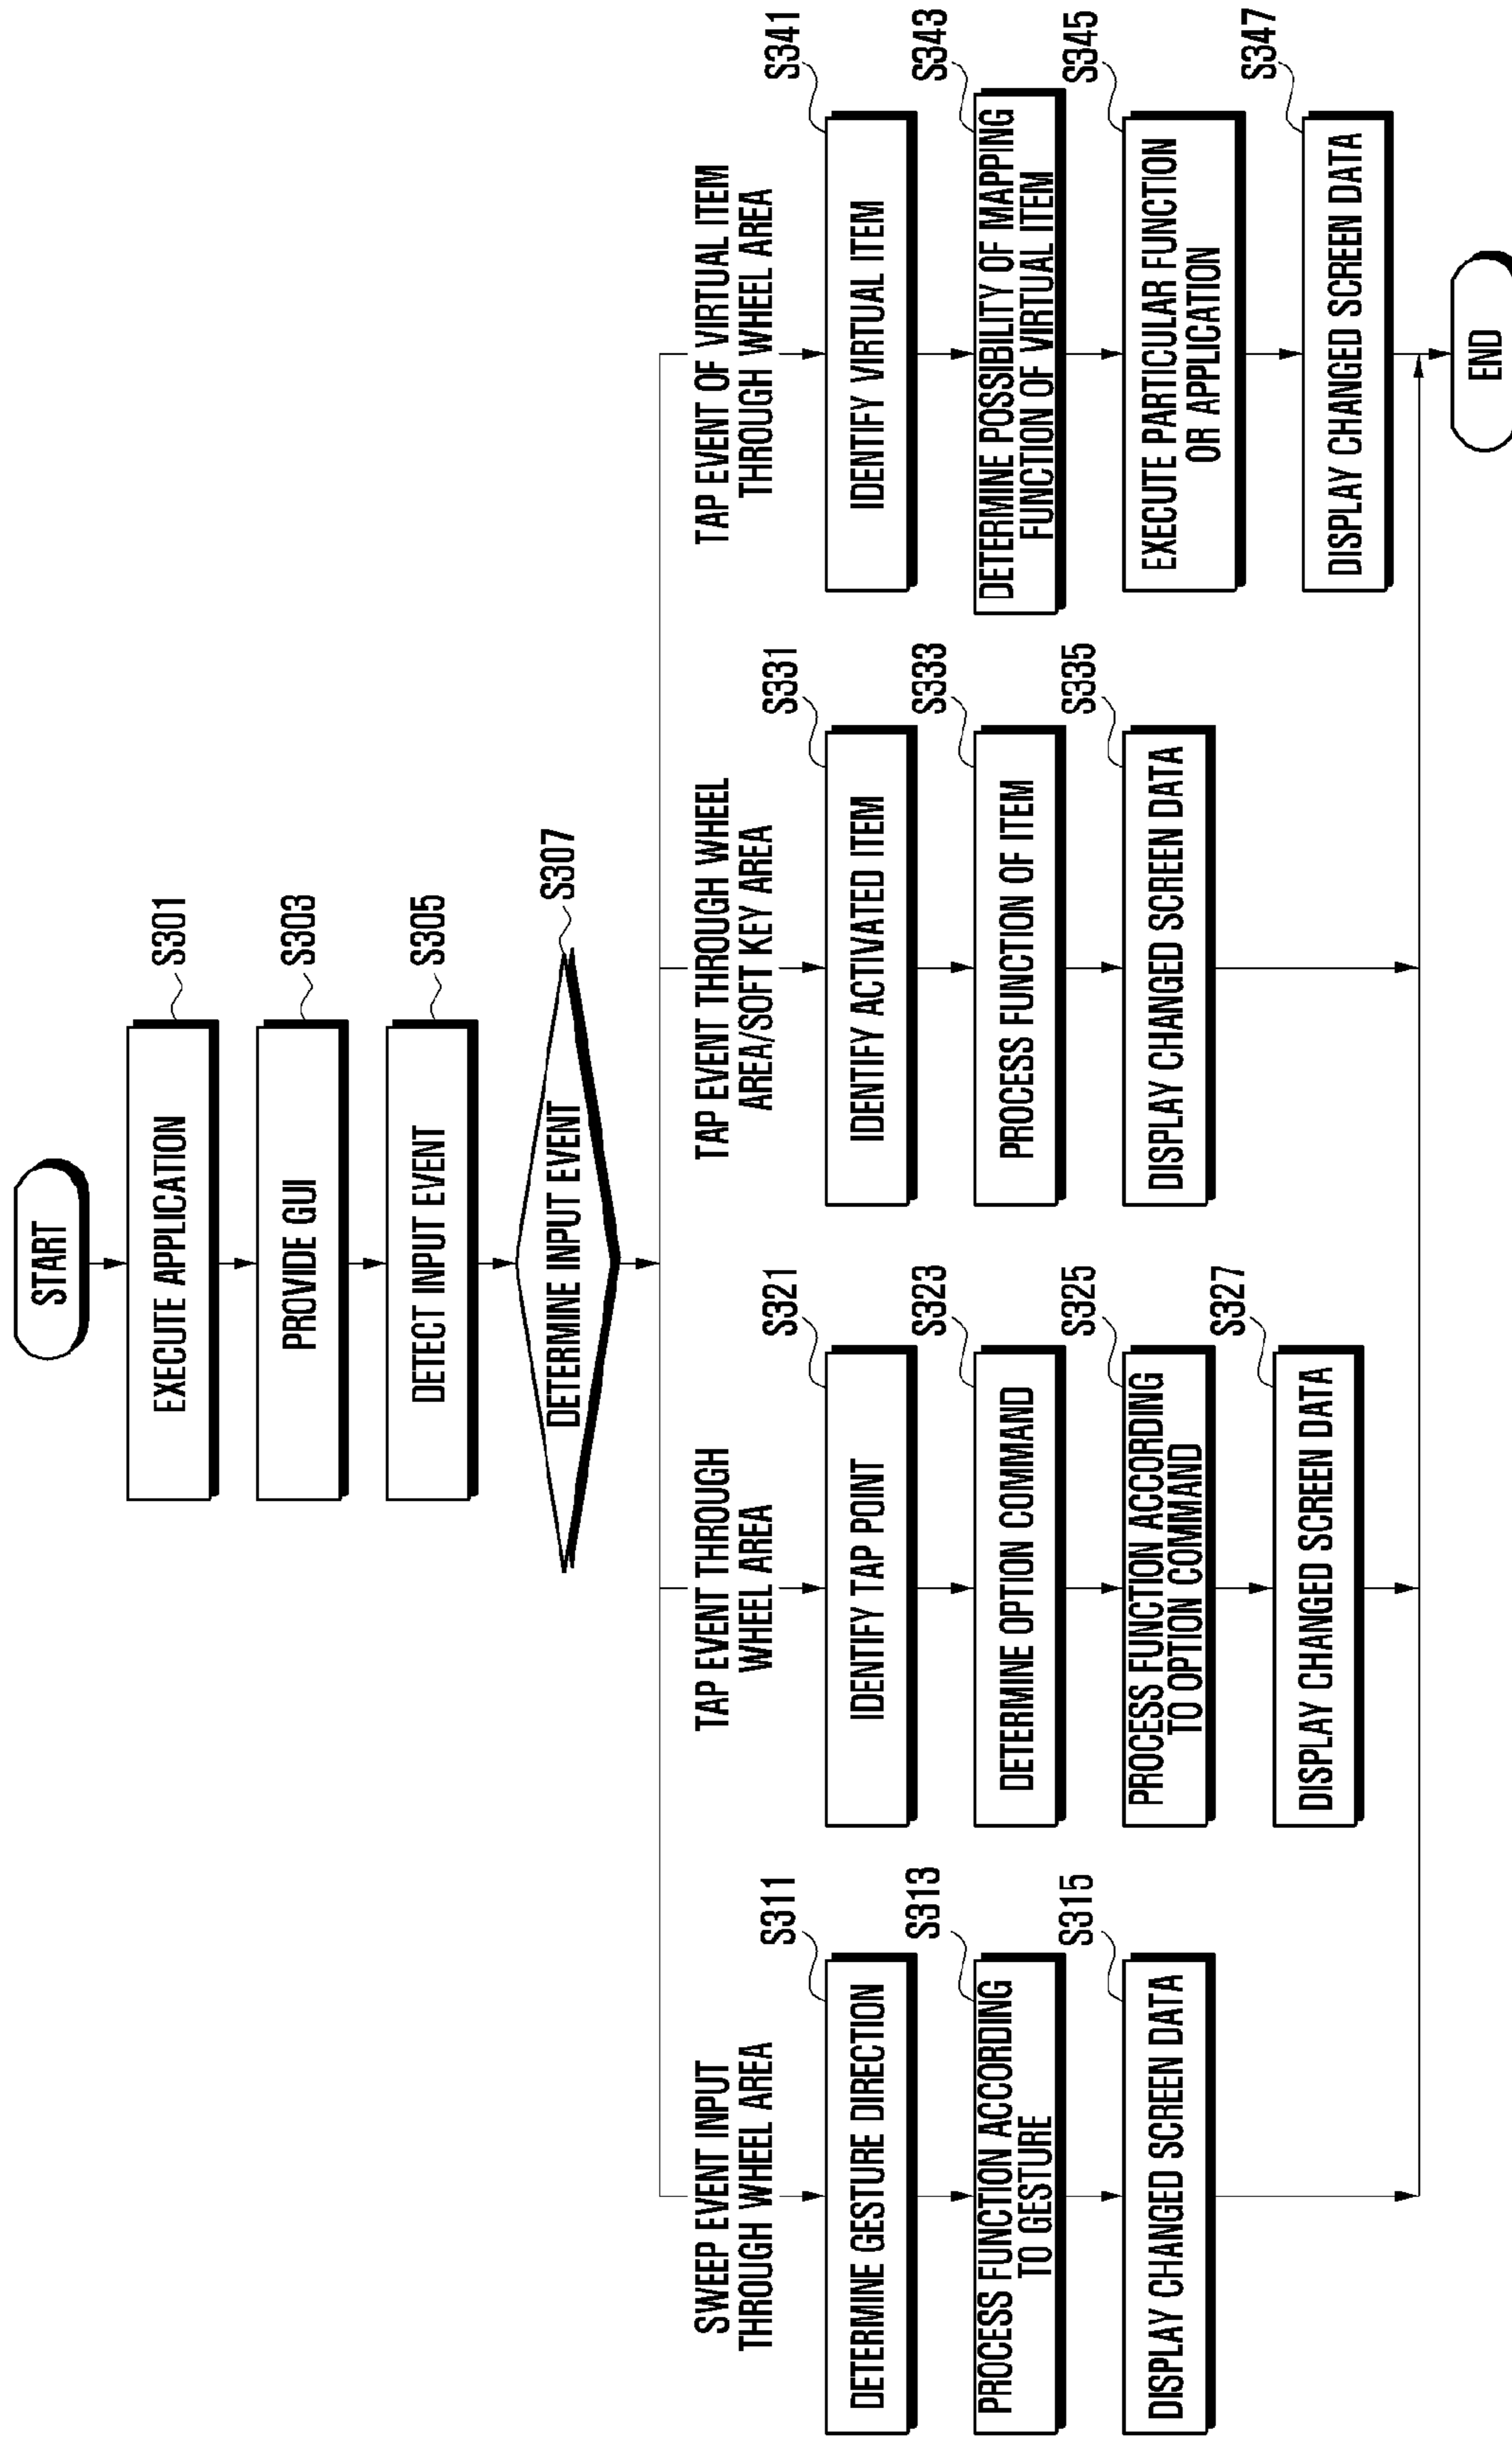 START
EXECUTE APPLICATION
S301
PROVIDE GUI
S303
DETECT INPUT EVENT
S305
DETERMINE INPUT EVENT
S307
SWEEP EVENT INPUT
THROUGH WHEEL AREA
DETERMINE GESTURE DIRECTION
S311
PROCESS FUNCTION ACCORDING
TO GESTURE
S313
DISPLAY CHANGED SCREEN DATA
S315
TAP EVENT THROUGH
WHEEL AREA
IDENTIFY TAP POINT
S321
DETERMINE OPTION COMMAND
S323
PROCESS FUNCTION ACCORDING
TO OPTION COMMAND
S325
DISPLAY CHANGED SCREEN DATA
S327
TAP EVENT THROUGH WHEEL
AREA/SOFT KEY AREA
IDENTIFY ACTIVATED ITEM
S331
PROCESS FUNCTION OF ITEM
S333
DISPLAY CHANGED SCREEN DATA
S335
TAP EVENT OF VIRTUAL ITEM
THROUGH WHEEL AREA
IDENTIFY VIRTUAL ITEM
S341
DETERMINE POSSIBILITY OF MAPPING
FUNCTION OF VIRTUAL ITEM
S343
EXECUTE PARTICULAR FUNCTION
OR APPLICATION
S345
DISPLAY CHANGED SCREEN DATA
S347
END